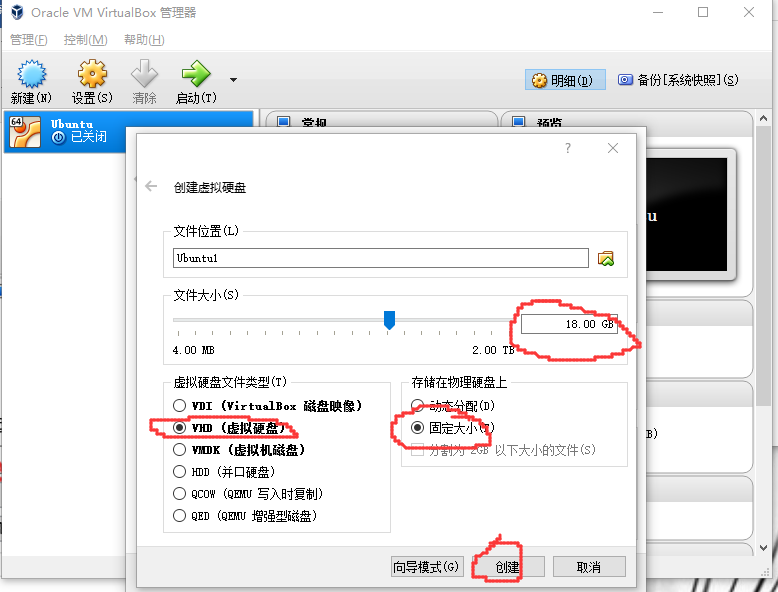 Oracle VM VirtualBox 管理器
管理(F) 控制(M) 帮助(H)
新建(N) 设置(S) 清除 启动(T) 明细(D) 备份[系统快照](S)
64 Ubuntu
已关闭
常规 预览
?
创建虚拟硬盘
文件位置(L)
Ubuntu1
u
文件大小(S)
18.00 GB
4.00 MB 2.00 TB
虚拟硬盘文件类型(T) 存储在物理硬盘上
VDI (VirtualBox 磁盘映像) 动态分配(D)
VHD (虚拟硬盘) 固定大小(F)
B)
VMDK (虚拟机磁盘) 分割为 2GB 以下大小的文件(S)
HDD (并口硬盘)
QCOW (QEMU 写入时复制)
QED (QEMU 增强型磁盘)
向导模式(G) 创建 取消